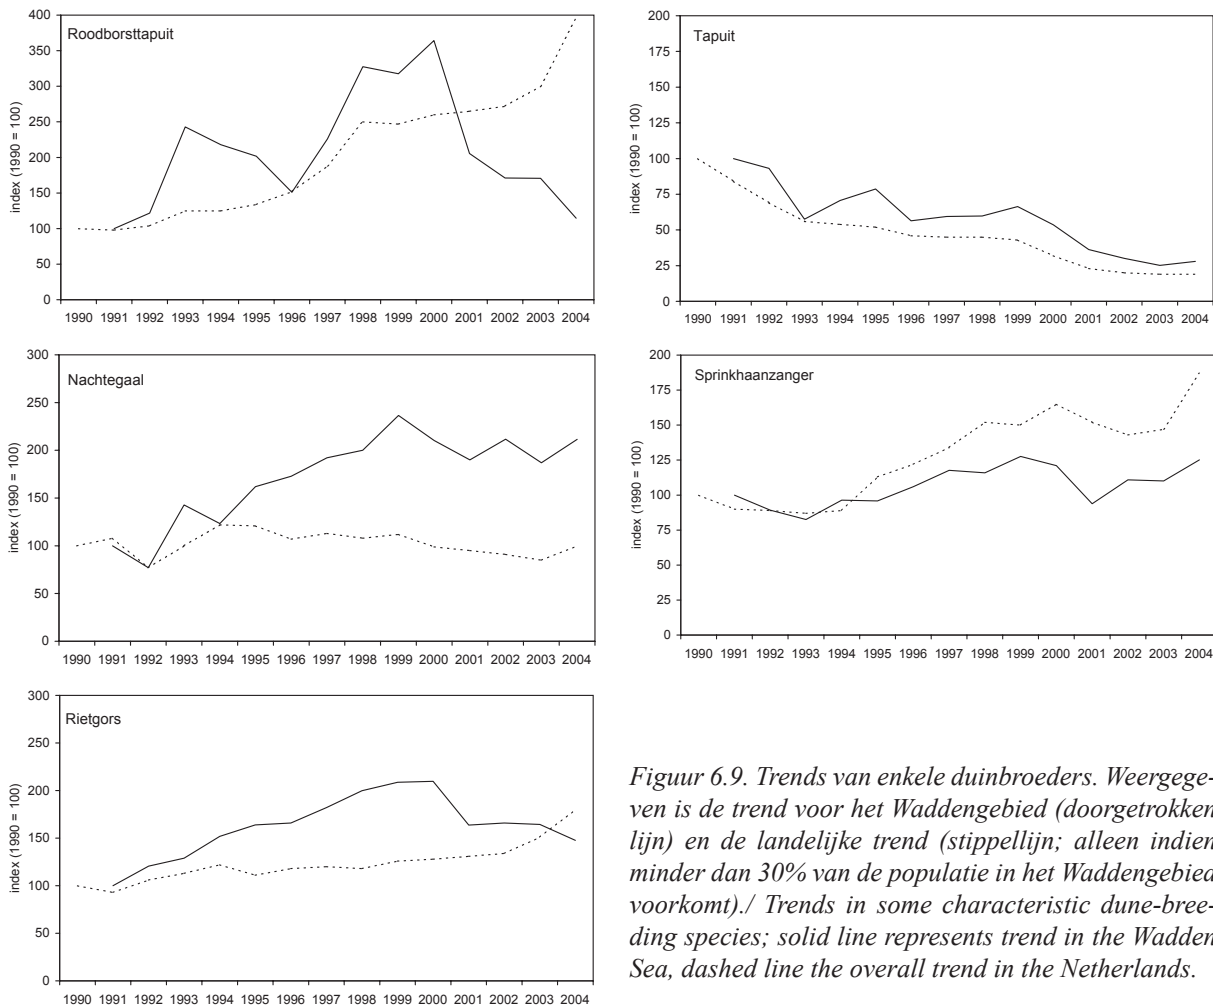 Roodborsttapuit
index (1990 = 100)
400
350
300
250
200
150
100
50
0
1990 1991 1992 1993 1994 1995 1996 1997 1998 1999 2000 2001 2002 2003 2004
Tapuit
index (1990 = 100)
200
175
150
125
100
75
50
25
0
1990 1991 1992 1993 1994 1995 1996 1997 1998 1999 2000 2001 2002 2003 2004
Nachtegaal
index (1990 = 100)
300
250
200
150
100
50
0
1990 1991 1992 1993 1994 1995 1996 1997 1998 1999 2000 2001 2002 2003 2004
Sprinkhaanzanger
index (1990 = 100)
200
175
150
125
100
75
50
25
0
1990 1991 1992 1993 1994 1995 1996 1997 1998 1999 2000 2001 2002 2003 2004
Rietgors
index (1990 = 100)
300
250
200
150
100
50
0
1990 1991 1992 1993 1994 1995 1996 1997 1998 1999 2000 2001 2002 2003 2004
Figuur 6.9. Trends van enkele duinbroeders. Weergege-
ven is de trend voor het Waddengebied (doorgetrokken
lijn) en de landelijke trend (stippellijn; alleen indien
minder dan 30% van de populatie in het Waddengebied
voorkomt)./ Trends in some characteristic dune-bree-
ding species; solid line represents trend in the Wadden
Sea, dashed line the overall trend in the Netherlands.